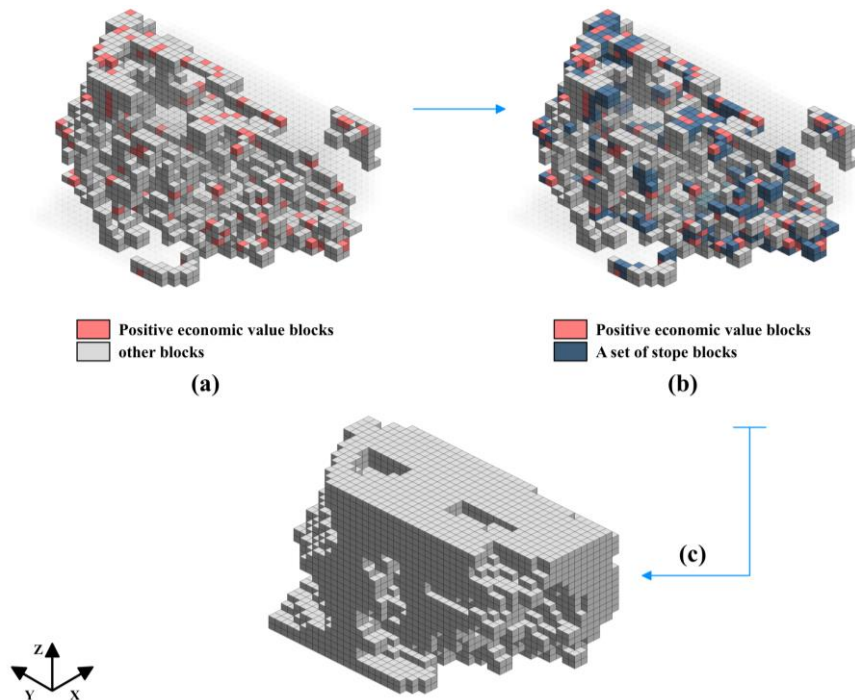 Positive economic value blocks
other blocks
(a)
Positive economic value blocks
A set of stope blocks
(b)
(c)
Z
Y
X